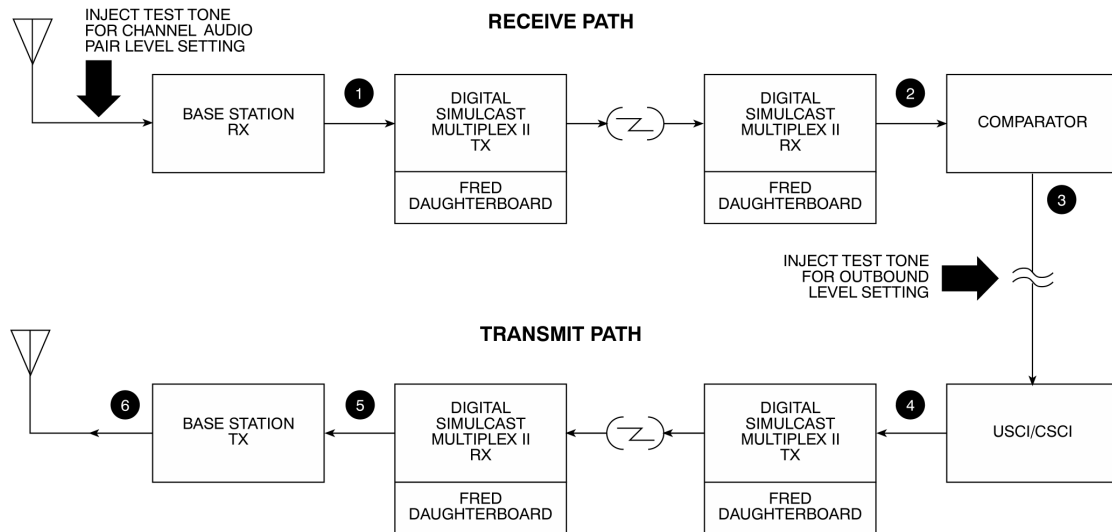 INJECT TEST TONE
FOR CHANNEL AUDIO
PAIR LEVEL SETTING
RECEIVE PATH
BASE STATION
RX
1
DIGITAL
SIMULCAST
MULTIPLEX II
TX
FRED
DAUGHTERBOARD
DIGITAL
SIMULCAST
MULTIPLEX II
RX
FRED
DAUGHTERBOARD
2
COMPARATOR
3
INJECT TEST TONE
FOR OUTBOUND
LEVEL SETTING
TRANSMIT PATH
6
BASE STATION
TX
5
DIGITAL
SIMULCAST
MULTIPLEX II
RX
FRED
DAUGHTERBOARD
DIGITAL
SIMULCAST
MULTIPLEX II
TX
FRED
DAUGHTERBOARD
4
USCI/CSCI